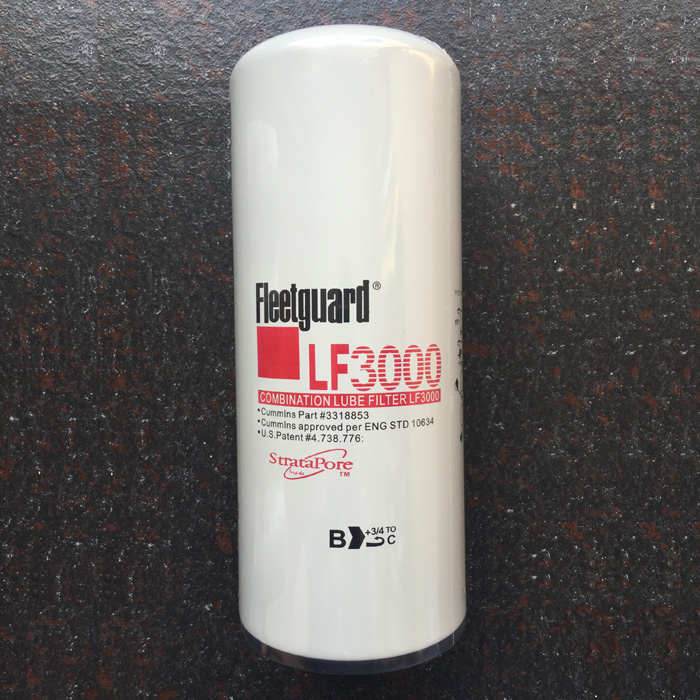 Fleetguard®
LF3000
COMBINATION LUBE FILTER LF3000
•Cummins Part #3318853
•Cummins approved per ENG STD 10634
•U.S.Patent #4.738.776:
StrataPore
TM
B +3/4 TO C